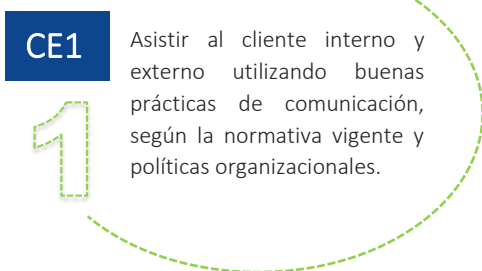 CE1
Asistir al cliente interno y
externo utilizando buenas
prácticas de comunicación,
según la normativa vigente y
políticas organizacionales.
1